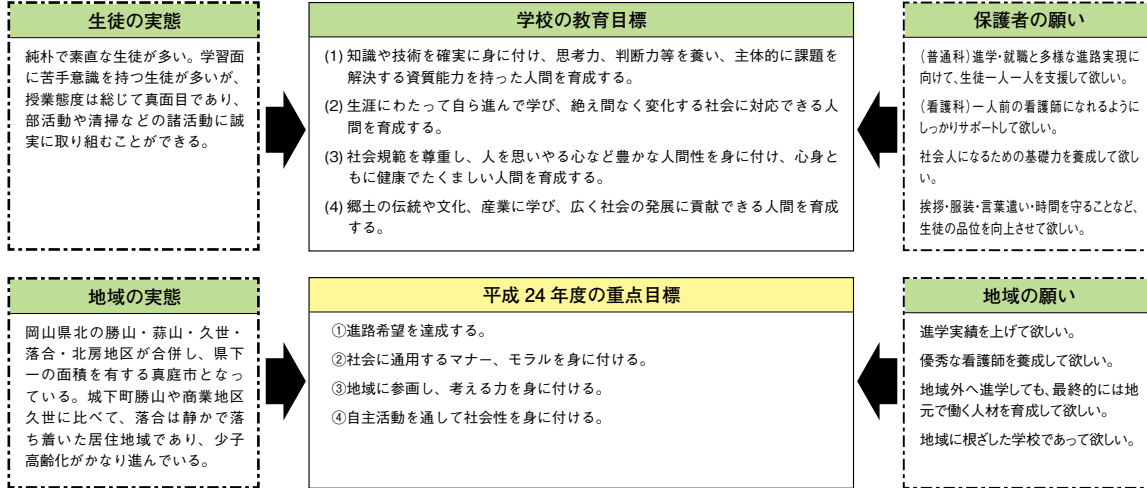 生徒の実態
純朴で素直な生徒が多い。学習面
に苦手意識を持つ生徒が多いが、
授業態度は総じて真面目であり、
部活動や清掃などの諸活動に誠
実に取り組むことができる。
学校の教育目標
(1) 知識や技術を確実に身に付け、思考力、判断力等を養い、主体的に課題を
解決する資質能力を持った人間を育成する。
(2) 生涯にわたって自ら進んで学び、絶え間なく変化する社会に対応できる人
間を育成する。
(3) 社会規範を尊重し、人を思いやる心など豊かな人間性を身に付け、心身と
もに健康でたくましい人間を育成する。
(4) 郷土の伝統や文化、産業に学び、広く社会の発展に貢献できる人間を育成
する。
保護者の願い
(普通科)進学・就職と多様な進路実現に
向けて、生徒一人一人を支援して欲しい。
(看護科)一人前の看護師になれるように
しっかりサポートして欲しい。
社会人になるための基礎力を養成して欲し
い。
挨拶・服装・言葉遣い・時間を守ることなど、
生徒の品位を向上させて欲しい。
地域の実態
岡山県北の勝山・蒜山・久世・
落合・北房地区が合併し、県下
一の面積を有する真庭市となっ
ている。城下町勝山や商業地区
久世に比べて、落合は静かで落
ち着いた居住地域であり、少子
高齢化がかなり進んでいる。
平成 24 年度の重点目標
①進路希望を達成する。
②社会に通用するマナー、モラルを身に付ける。
③地域に参画し、考える力を身に付ける。
④自主活動を通して社会性を身に付ける。
地域の願い
進学実績を上げて欲しい。
優秀な看護師を養成して欲しい。
地域外へ進学しても、最終的には地
元で働く人材を育成して欲しい。
地域に根ざした学校であって欲しい。